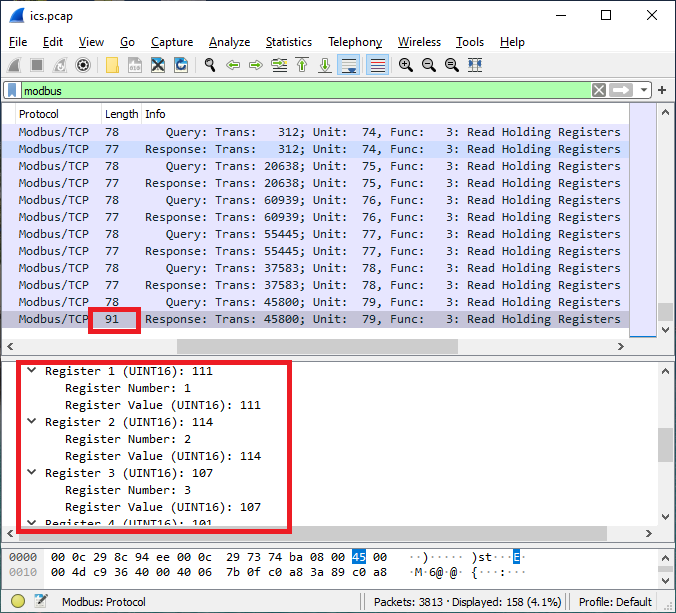 ics.pcap
File Edit View Go Capture Analyze Statistics Telephony Wireless Tools Help
modbus
Protocol Length Info
Modbus/TCP 78 Query: Trans: 312; Unit: 74, Func: 3: Read Holding Registers
Modbus/TCP 77 Response: Trans: 312; Unit: 74, Func: 3: Read Holding Registers
Modbus/TCP 78 Query: Trans: 20638; Unit: 75, Func: 3: Read Holding Registers
Modbus/TCP 77 Response: Trans: 20638; Unit: 75, Func: 3: Read Holding Registers
Modbus/TCP 78 Query: Trans: 60939; Unit: 76, Func: 3: Read Holding Registers
Modbus/TCP 77 Response: Trans: 60939; Unit: 76, Func: 3: Read Holding Registers
Modbus/TCP 78 Query: Trans: 55445; Unit: 77, Func: 3: Read Holding Registers
Modbus/TCP 77 Response: Trans: 55445; Unit: 77, Func: 3: Read Holding Registers
Modbus/TCP 78 Query: Trans: 37583; Unit: 78, Func: 3: Read Holding Registers
Modbus/TCP 77 Response: Trans: 37583; Unit: 78, Func: 3: Read Holding Registers
Modbus/TCP 78 Query: Trans: 45800; Unit: 79, Func: 3: Read Holding Registers
Modbus/TCP 91 Response: Trans: 45800; Unit: 79, Func: 3: Read Holding Registers
Register 1 (UINT16): 111
Register Number: 1
Register Value (UINT16): 111
Register 2 (UINT16): 114
Register Number: 2
Register Value (UINT16): 114
Register 3 (UINT16): 107
Register Number: 3
Register Value (UINT16): 107
Register 4 (UINT16): 101
0000 00 0c 29 8c 94 ee 00 0c 29 73 74 ba 08 00 45 00 ··)····· )st···E·
0010 00 4d c9 36 40 00 40 06 7b 0f c0 a8 3a 89 c0 a8 ·M·6@·@· {···:···
Modbus: Protocol Packets: 3813 · Displayed: 158 (4.1%) Profile: Default